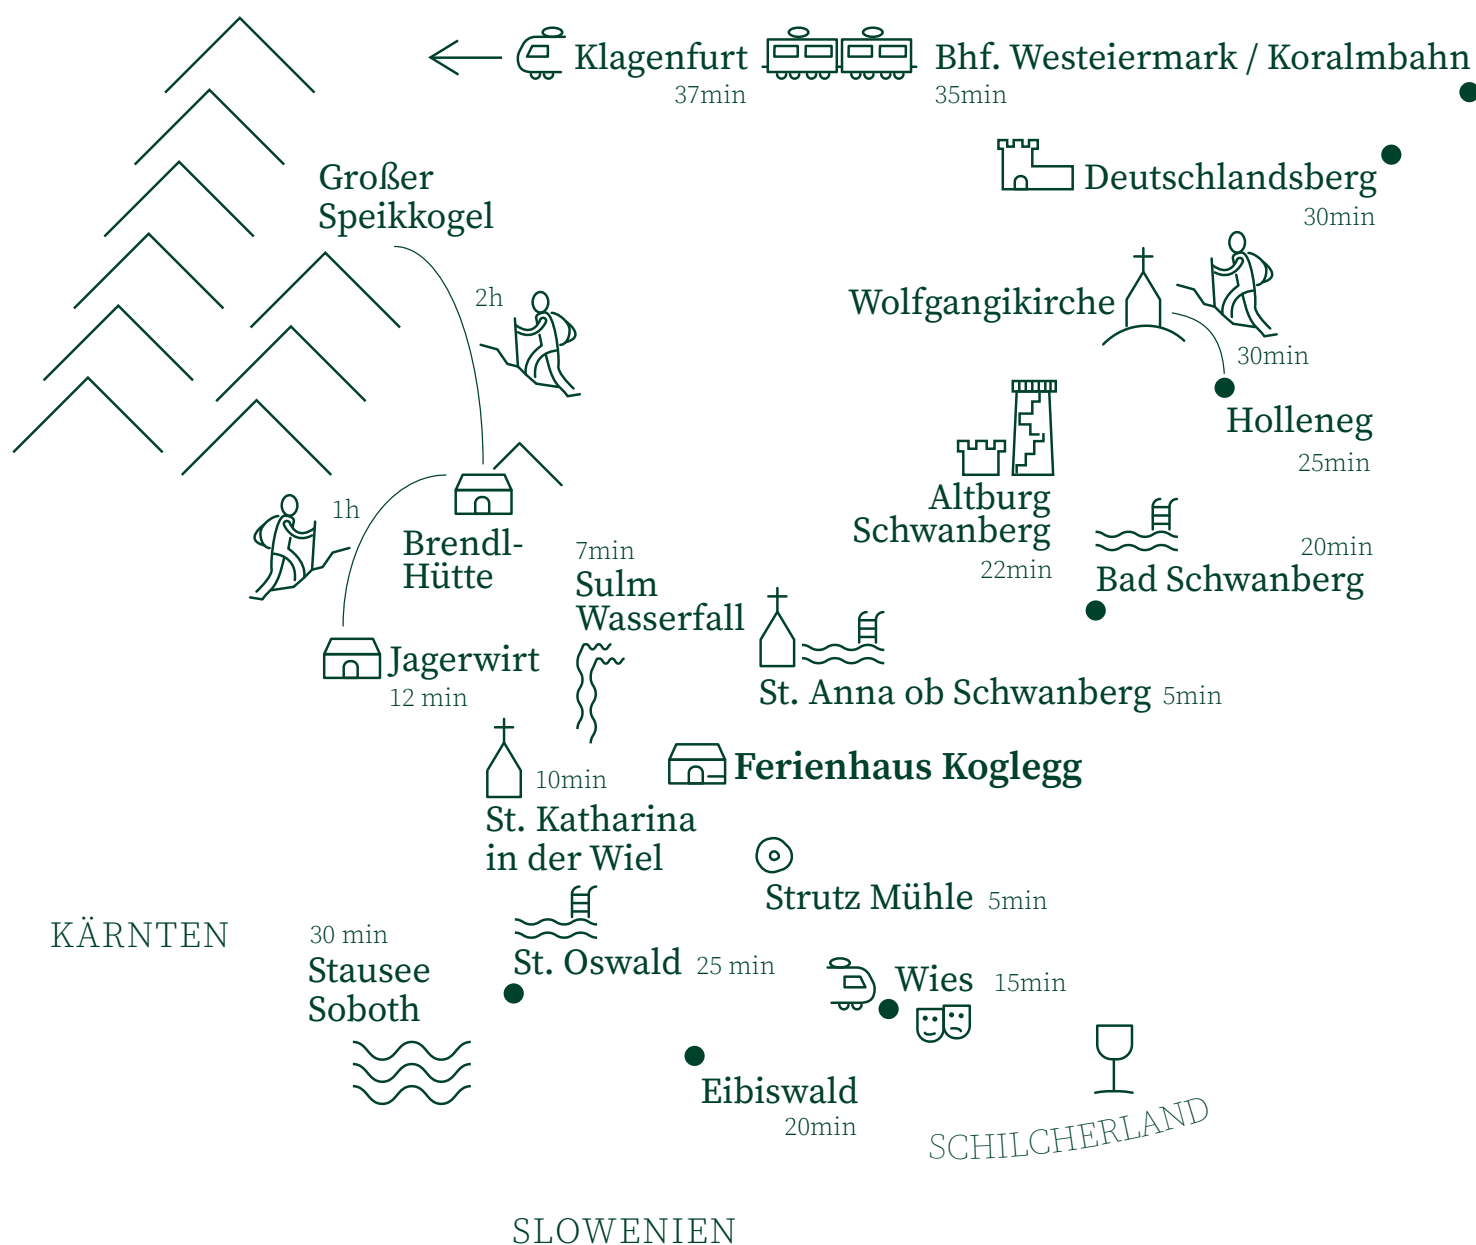 Klagenfurt
37min
Bhf. Westeiermark / Koralmbahn
35min
Deutschlandsberg
30min
Großer
Speikkogel
2h
Wolfgangikirche
30min
Holleneg
25min
Altburg
Schwanberg
22min
20min
Bad Schwanberg
1h
Brendl-
Hütte
7min
Sulm
Wasserfall
Jagerwirt
12 min
St. Anna ob Schwanberg 5min
10min
St. Katharina
in der Wiel
Ferienhaus Koglegg
Strutz Mühle 5min
KÄRNTEN
30 min
Stausee
Soboth
St. Oswald 25 min
Wies 15min
Eibiswald
20min
SCHILCHERLAND
SLOWENIEN